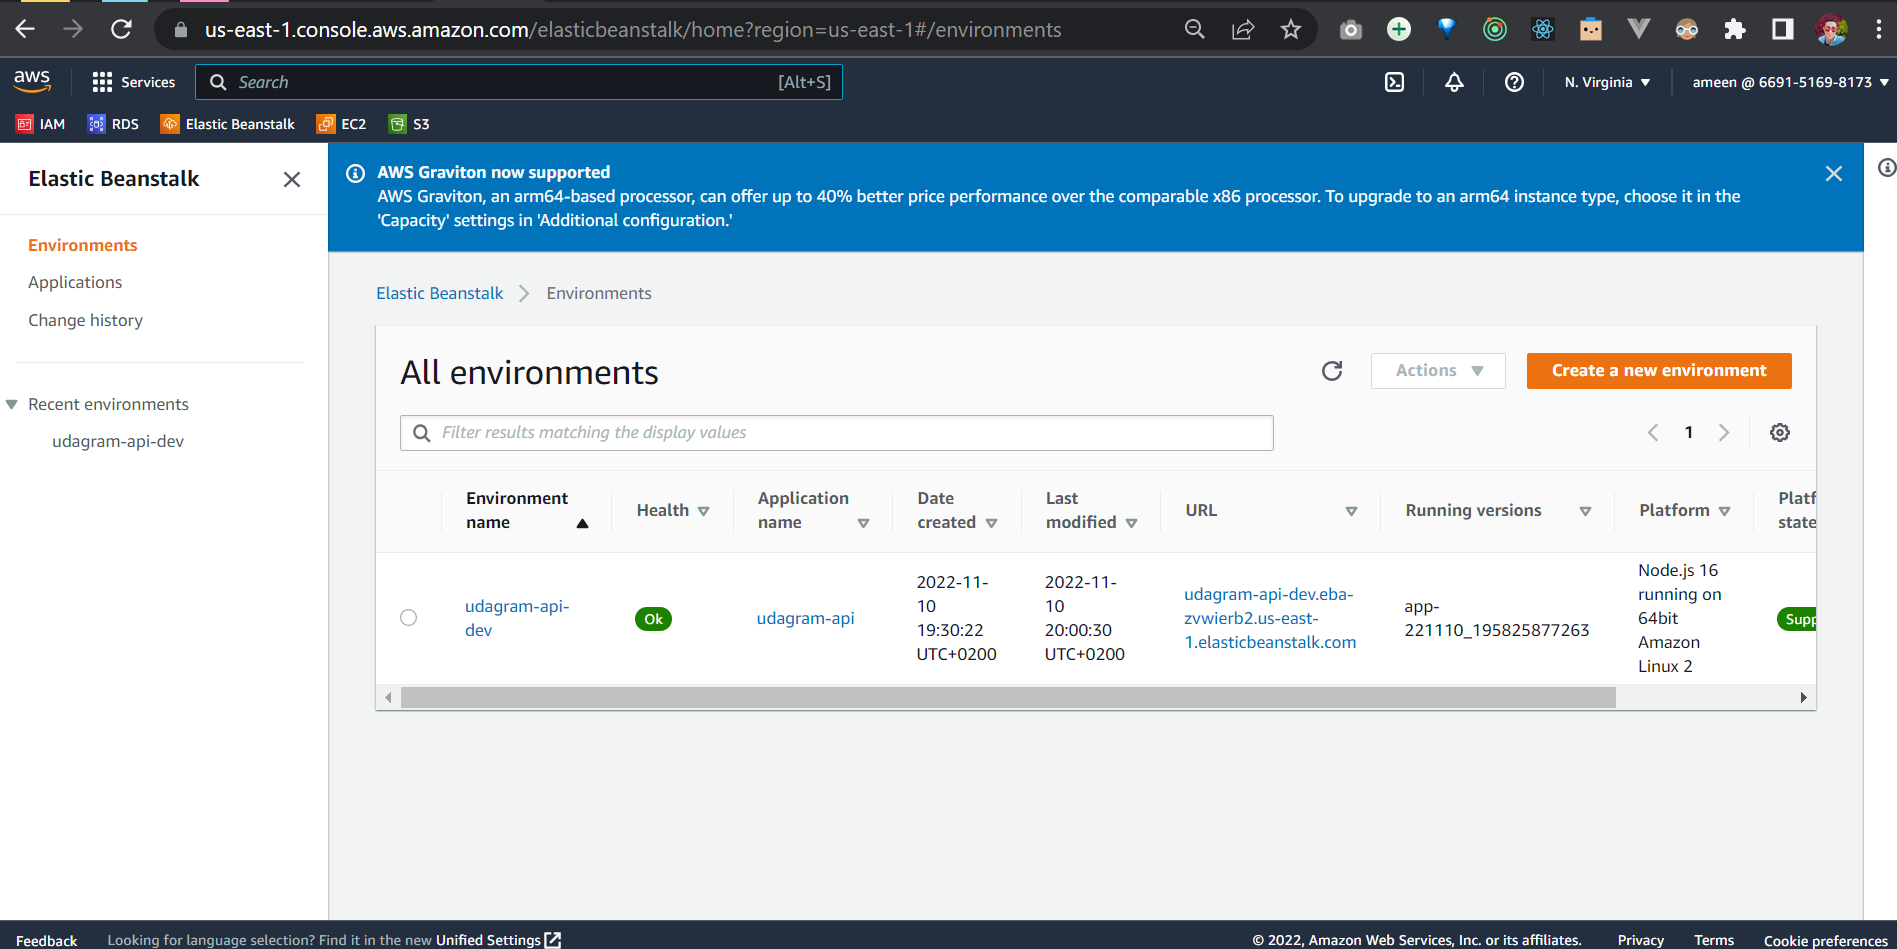 us-east-1.console.aws.amazon.com/elasticbeanstalk/home?region=us-east-1#/environments
aws
Services
Search
[Alt+S]
N. Virginia
ameen @ 6691-5169-8173
IAM
RDS
Elastic Beanstalk
EC2
S3
Elastic Beanstalk
Environments
Applications
Change history
Recent environments
udagram-api-dev
AWS Graviton now supported
AWS Graviton, an arm64-based processor, can offer up to 40% better price performance over the comparable x86 processor. To upgrade to an arm64 instance type, choose it in the
'Capacity' settings in 'Additional configuration.'
Elastic Beanstalk
Environments
All environments
Actions
Create a new environment
Filter results matching the display values
1
Environment
name
Health
Application
name
Date
created
Last
modified
URL
Running versions
Platform
Platf
state
udagram-api-
dev
Ok
udagram-api
2022-11-
10
19:30:22
UTC+0200
2022-11-
10
20:00:30
UTC+0200
udagram-api-dev.eba-
zvwierb2.us-east-
1.elasticbeanstalk.com
app-
221110_195825877263
Node.js 16
running on
64bit
Amazon
Linux 2
Supp
Feedback
Looking for language selection? Find it in the new Unified Settings
© 2022, Amazon Web Services, Inc. or its affiliates.
Privacy
Terms
Cookie preferences